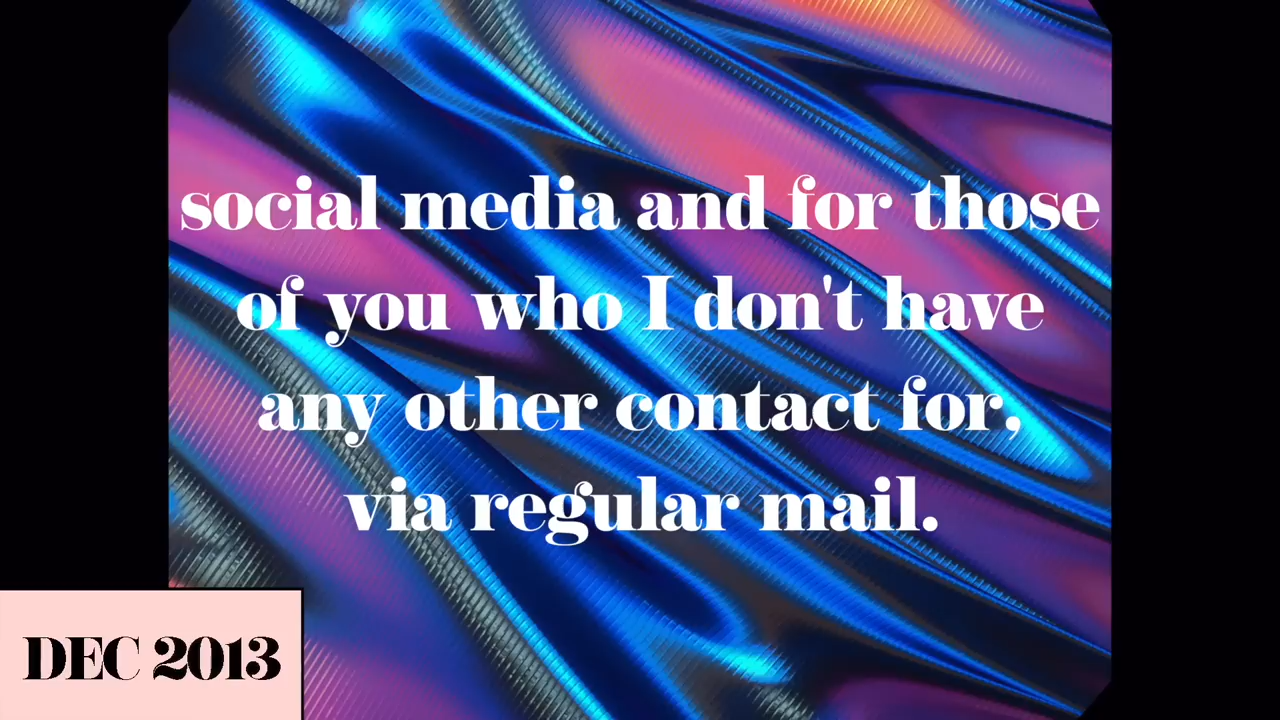 social media and for those
of you who I don't have
any other contact for,
via regular mail.
DEC 2013